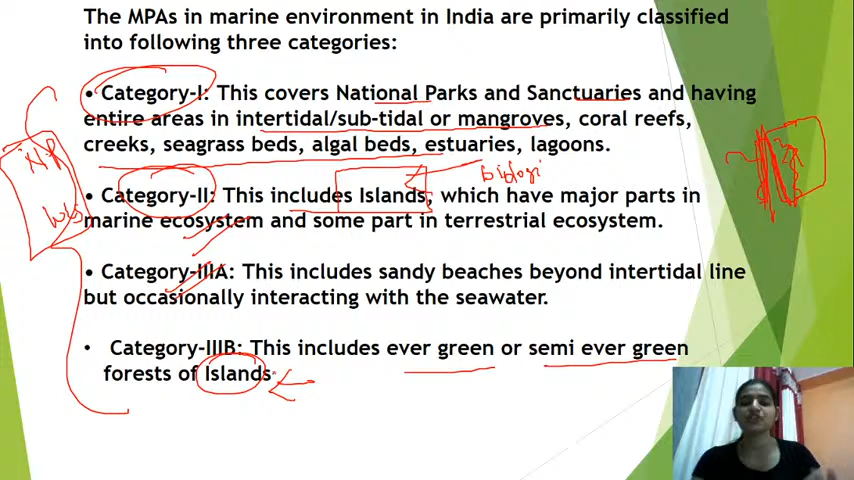 The MPAs in marine environment in India are primarily classified
into following three categories:
• Category-I: This covers National Parks and Sanctuaries and having
entire areas in intertidal/sub-tidal or mangroves, coral reefs,
creeks, seagrass beds, algal beds, estuaries, lagoons.
NP
biologi
• Category-II: This includes Islands, which have major parts in
WLS
marine ecosystem and some part in terrestrial ecosystem.
• Category-IIIA: This includes sandy beaches beyond intertidal line
but occasionally interacting with the seawater.
• Category-IIIB: This includes ever green or semi ever green
forests of Islands